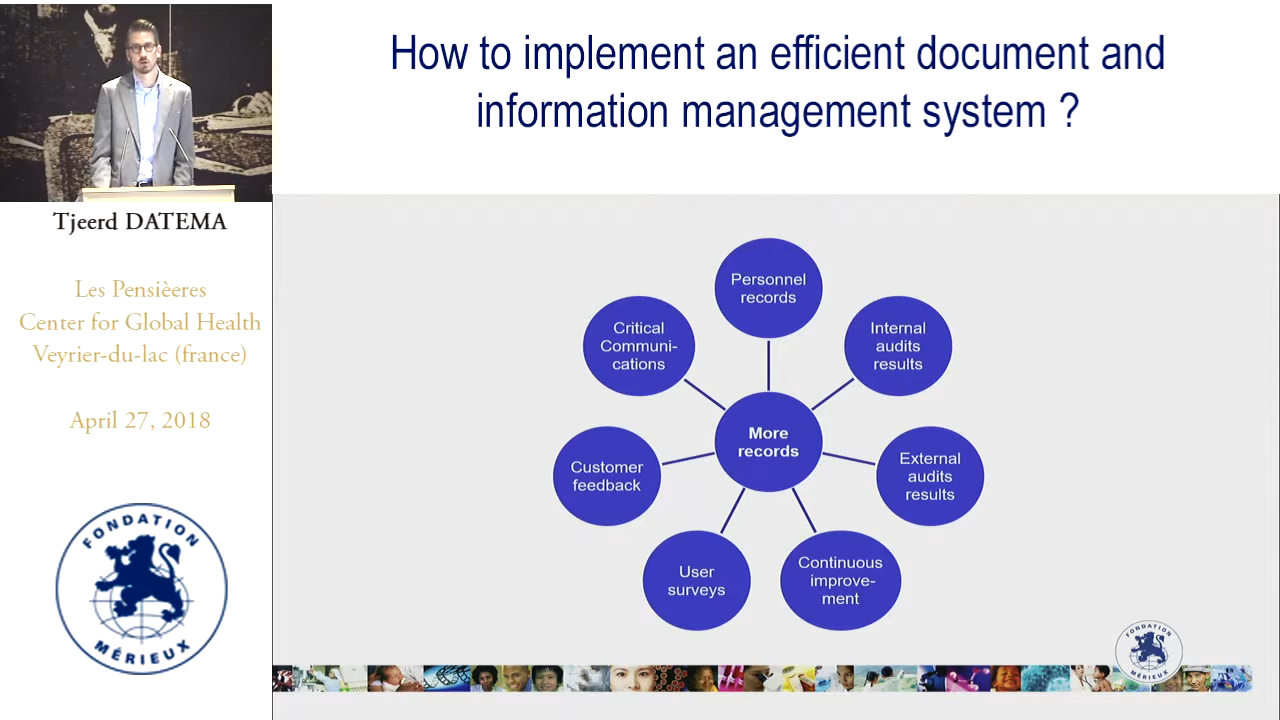 How to implement an efficient document and
information management system ?
Tjeerd DATEMA
Les Pensièeres
Center for Global Health
Veyrier-du-lac (france)
April 27, 2018
FONDATION
MÉRIEUX
Personnel
records
Internal
audits
results
External
audits
results
Continuous
improve-
ment
User
surveys
Customer
feedback
Critical
Communi-
cations
More
records
FONDATION
MÉRIEUX